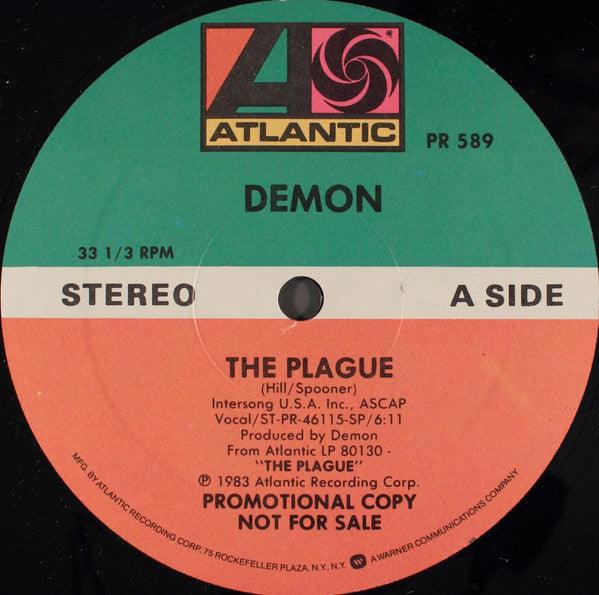 ATLANTIC
®
PR 589
DEMON
33 1/3 RPM
STEREO
A SIDE
THE PLAGUE
(Hill/Spooner)
Intersong U.S.A. Inc., ASCAP
Vocal/ST-PR-46115-SP/6:11
Produced by Demon
From Atlantic LP 80130 -
"THE PLAGUE"
℗ 1983 Atlantic Recording Corp.
PROMOTIONAL COPY
NOT FOR SALE
MFG. BY ATLANTIC RECORDING CORP., 75 ROCKEFELLER PLAZA, N.Y., N.Y. A WARNER COMMUNICATIONS COMPANY